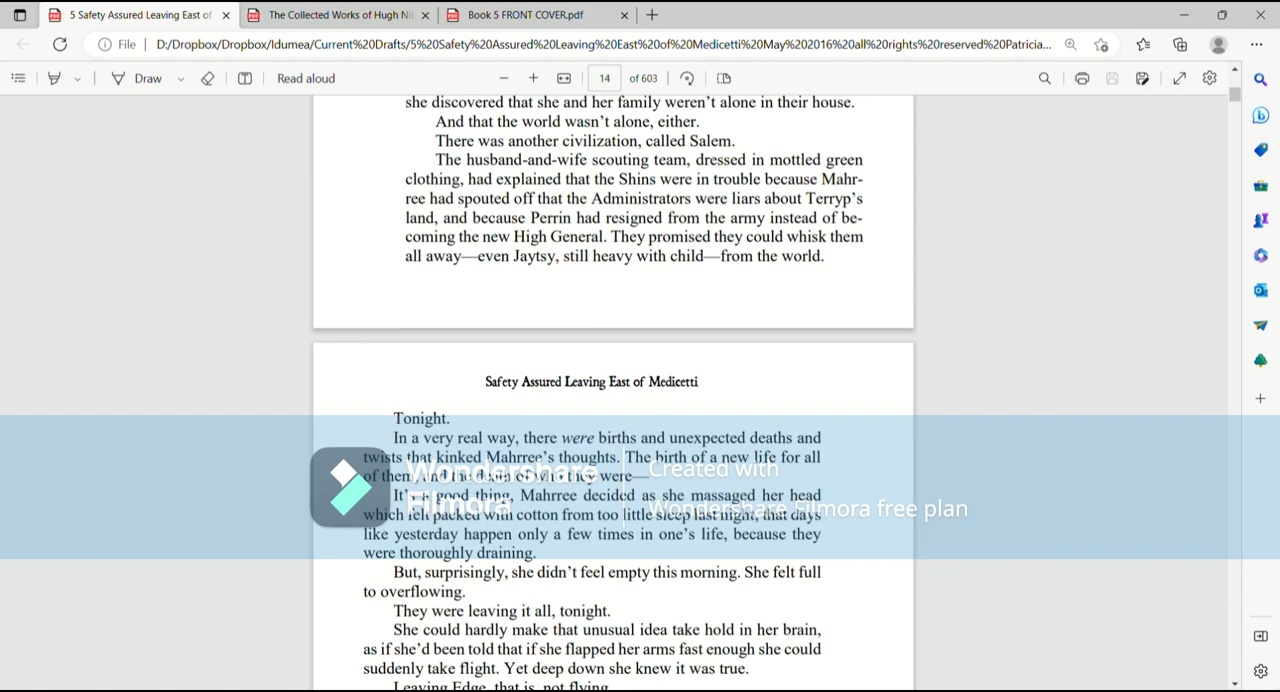 5 Safety Assured Leaving East of
The Collected Works of Hugh Ni
Book 5 FRONT COVER.pdf
File
D:/Dropbox/Dropbox/Idumea/Current%20Drafts/5%20Safety%20Assured%20Leaving%20East%20of%20Medicetti%20May%202016%20all%20rights%20reserved%20Patricia...
Draw
Read aloud
14
of 603
she discovered that she and her family weren't alone in their house.
And that the world wasn't alone, either.
There was another civilization, called Salem.
The husband-and-wife scouting team, dressed in mottled green
clothing, had explained that the Shins were in trouble because Mahr-
ree had spouted off that the Administrators were liars about Terryp's
land, and because Perrin had resigned from the army instead of be-
coming the new High General. They promised they could whisk them
all away—even Jaytsy, still heavy with child—from the world.
Safety Assured Leaving East of Medicetti
Tonight.
In a very real way, there were births and unexpected deaths and
twists that kinked Mahrree's thoughts. The birth of a new life for all
of them, and the death of who they were—
It's a good thing, Mahrree decided as she massaged her head
which felt packed with cotton from too little sleep last night, that days
like yesterday happen only a few times in one's life, because they
were thoroughly draining.
Wondershare
Filmora
Created with
Wondershare Filmora free plan
But, surprisingly, she didn't feel empty this morning. She felt full
to overflowing.
They were leaving it all, tonight.
She could hardly make that unusual idea take hold in her brain,
as if she'd been told that if she flapped her arms fast enough she could
suddenly take flight. Yet deep down she knew it was true.
Leaving Edge, that is, not flying.